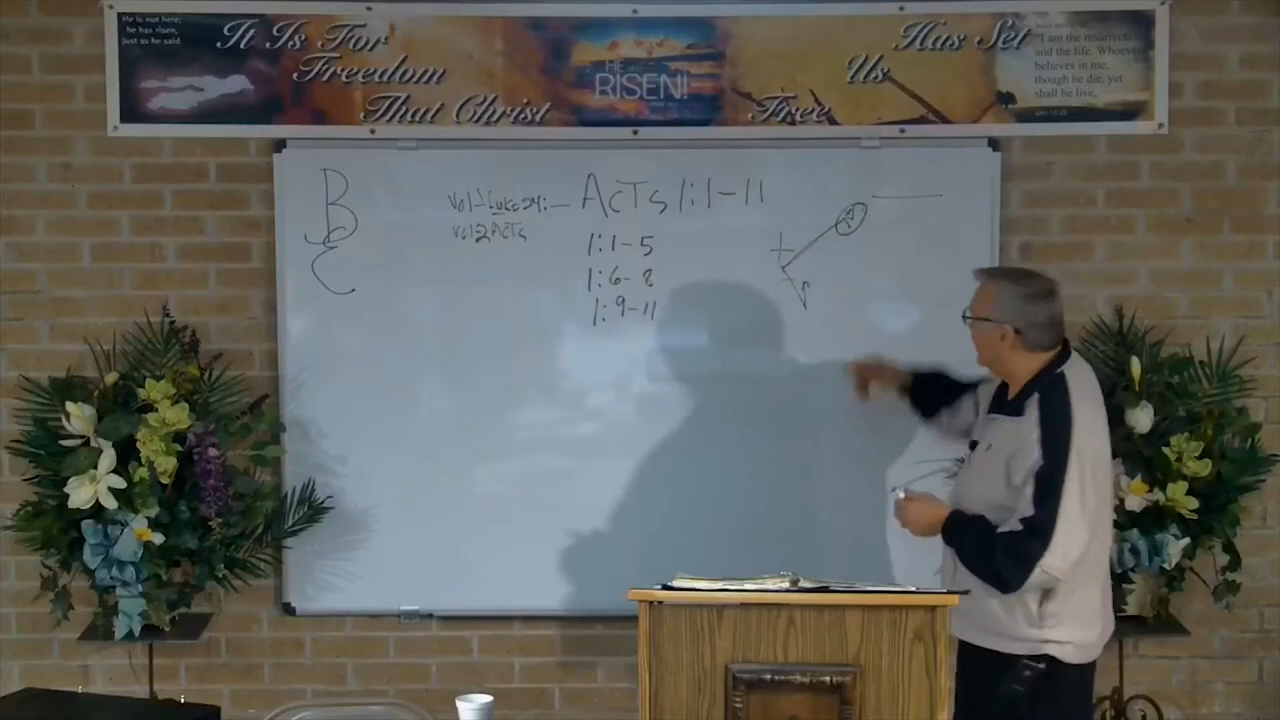 He is not here;
he has risen,
just as he said.
It Is For
Freedom
That Christ
HE
RISEN!
Has Set
Us
Free
"I am the resurrect
and the life. Whoever
believes in me,
though he die, yet
shall he live,
B
C
Vol-1 Luke 24:-
Vol 2 Acts
AcTs 1:1-11
1:1-5
1:6-8
1:9-11